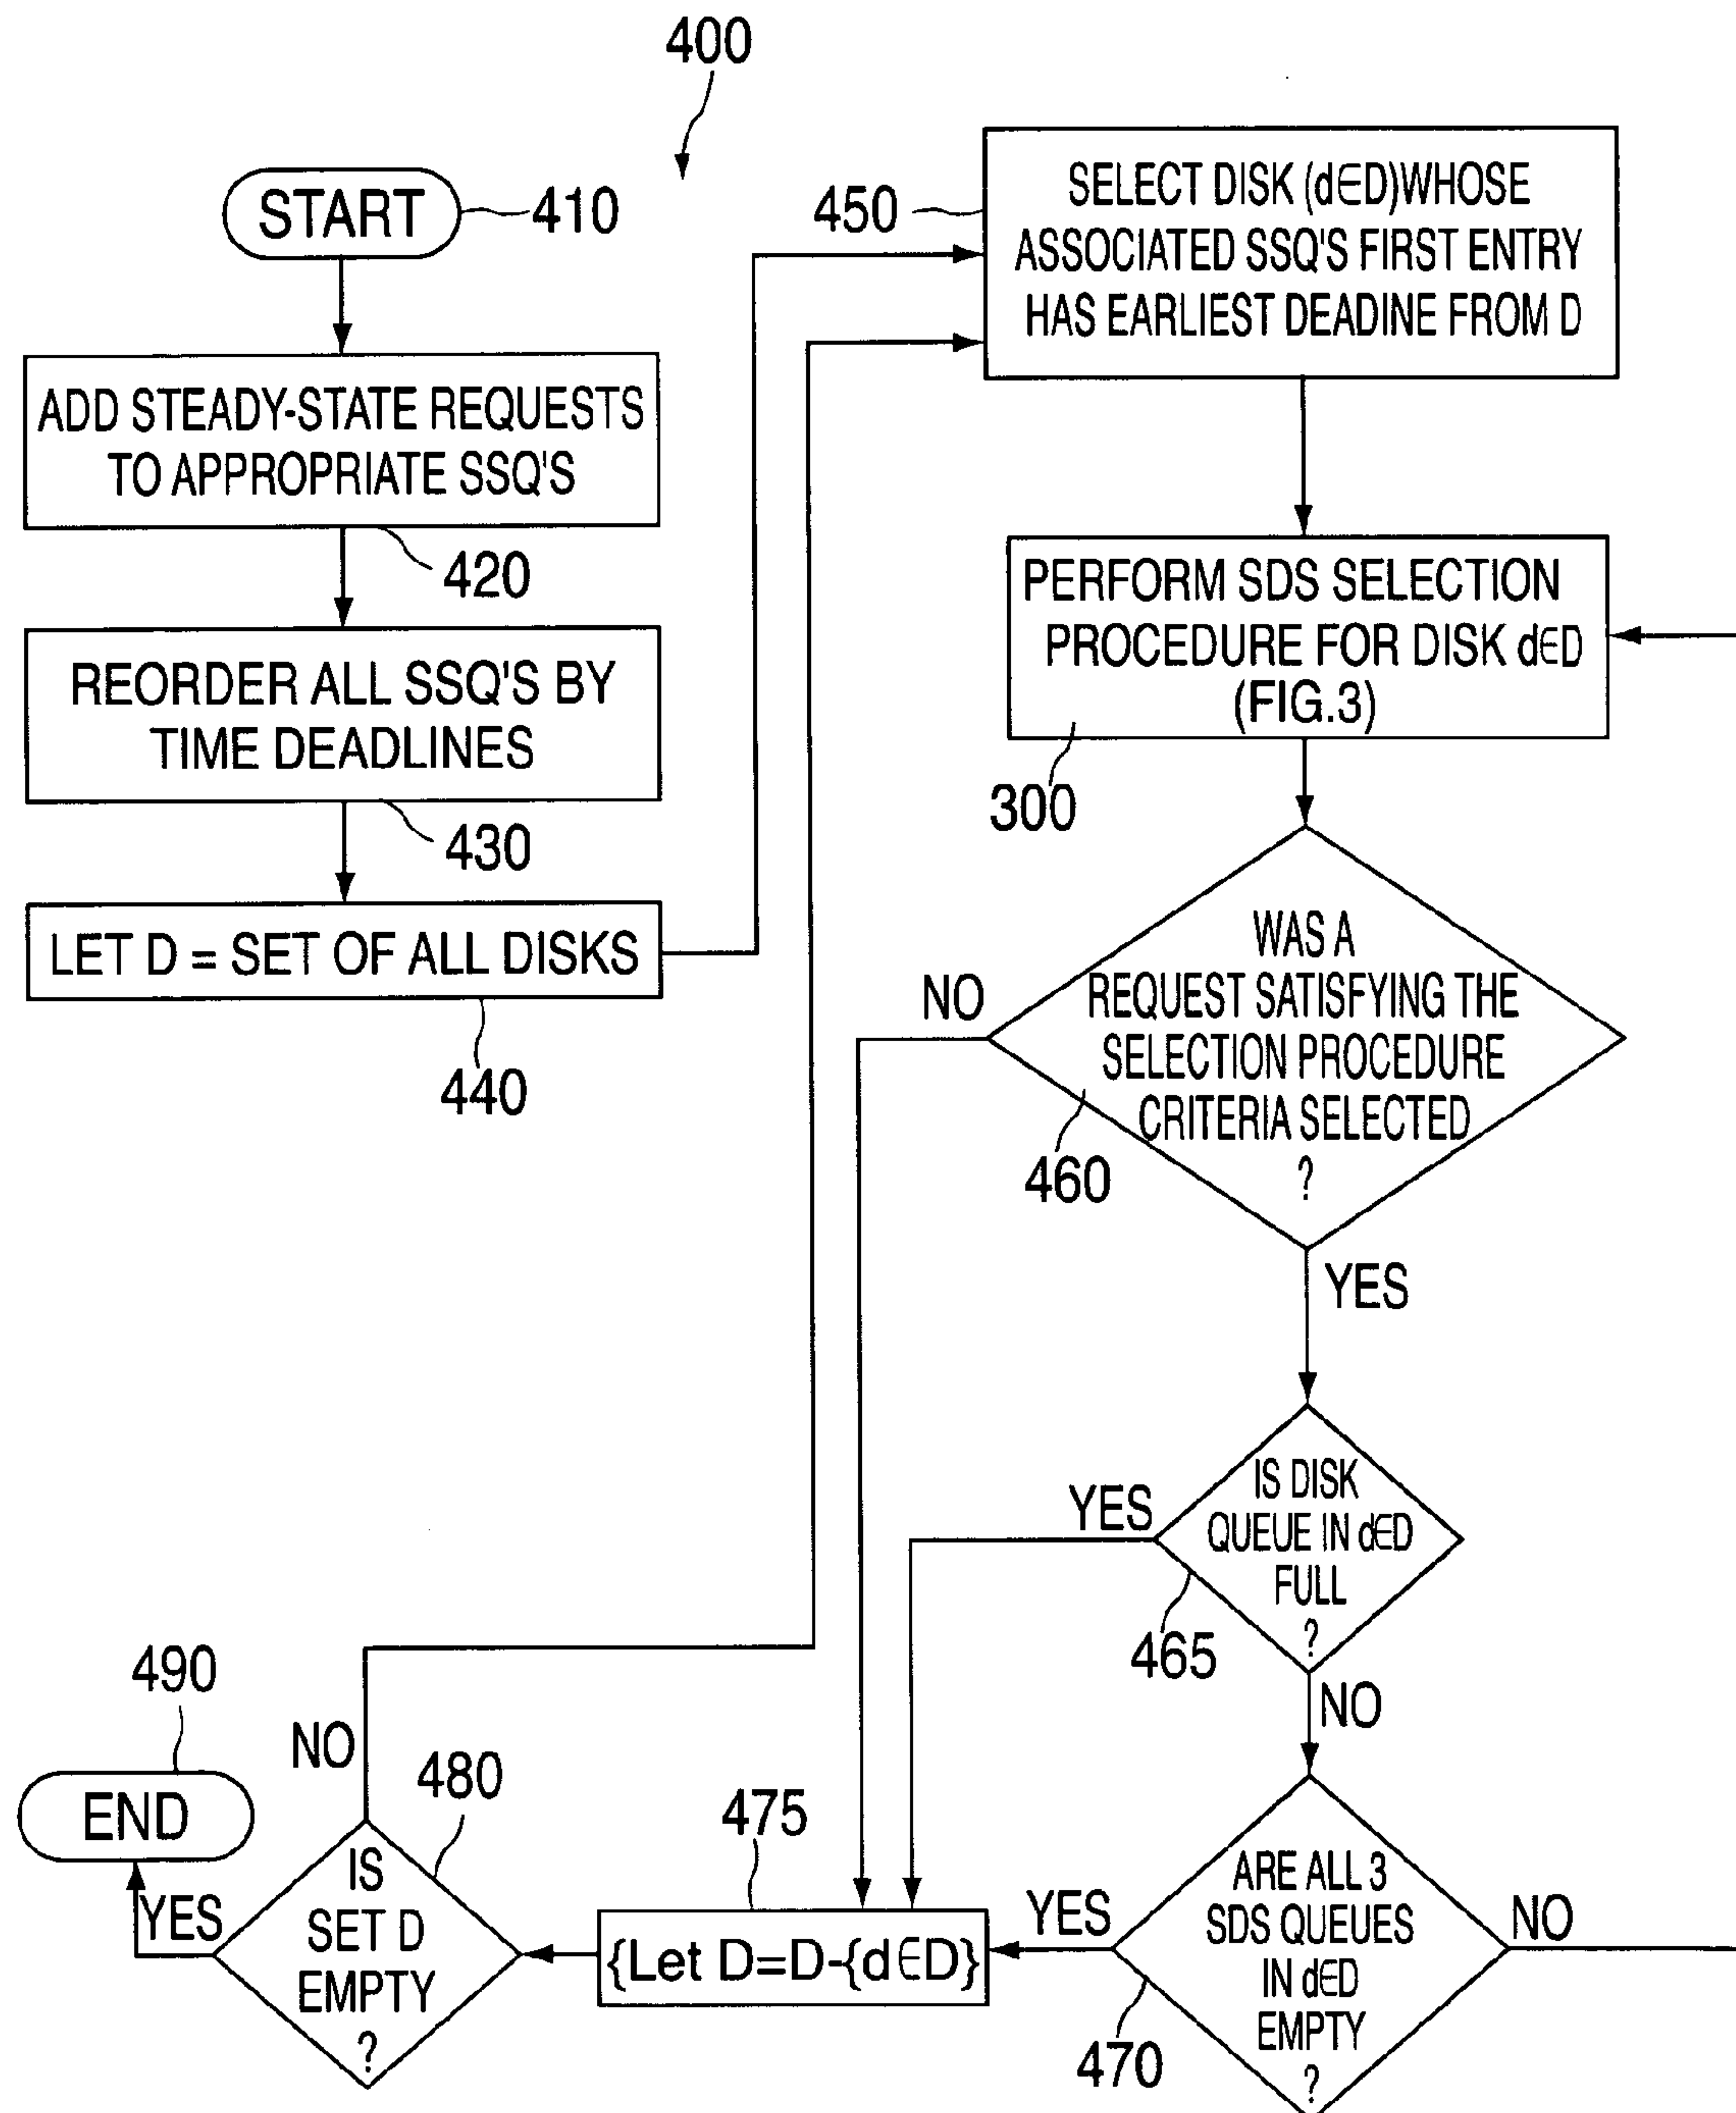 400
START
410
ADD STEADY-STATE REQUESTS
TO APPROPRIATE SSQ'S
420
REORDER ALL SSQ'S BY
TIME DEADLINES
430
LET D = SET OF ALL DISKS
440
450
SELECT DISK (d∈D)WHOSE
ASSOCIATED SSQ'S FIRST ENTRY
HAS EARLIEST DEADINE FROM D
PERFORM SDS SELECTION
PROCEDURE FOR DISK d∈D
(FIG.3)
300
WAS A
REQUEST SATISFYING THE
SELECTION PROCEDURE
CRITERIA SELECTED
?
NO
460
YES
IS DISK
QUEUE IN d∈D
FULL
?
YES
465
NO
ARE ALL 3
SDS QUEUES
IN d∈D
EMPTY
?
YES
NO
470
475
{Let D=D-{d∈D}
480
IS
SET D
EMPTY
?
NO
YES
490
END